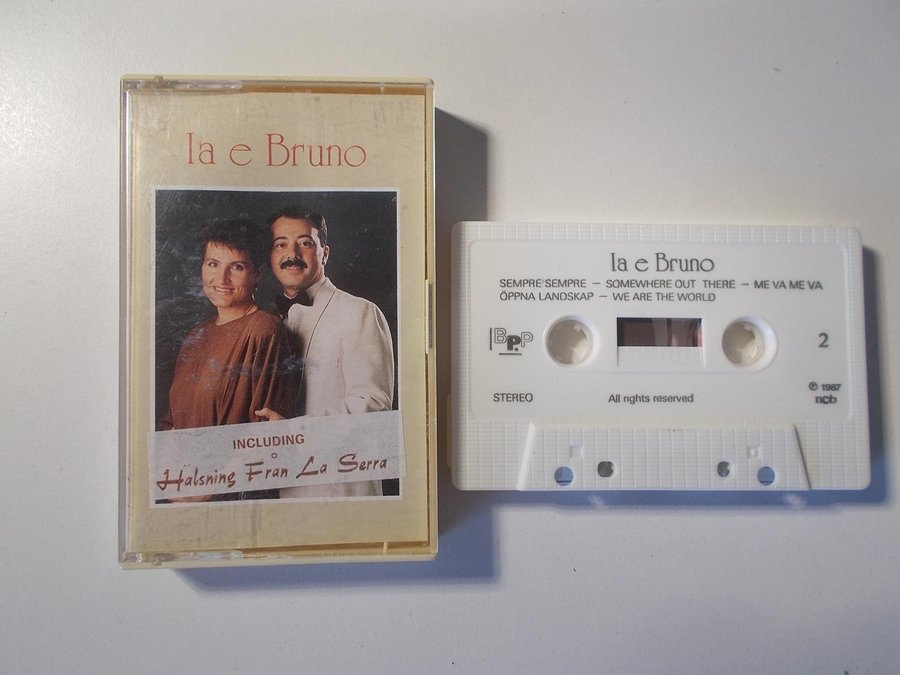 Ia e Bruno
INCLUDING
Hälsning Från La Serra
Ia e Bruno
SEMPRE SEMPRE – SOMEWHERE OUT THERE – ME VA ME VA
ÖPPNA LANDSKAP – WE ARE THE WORLD
BPP
2
STEREO
All rights reserved
℗ 1987
ncb